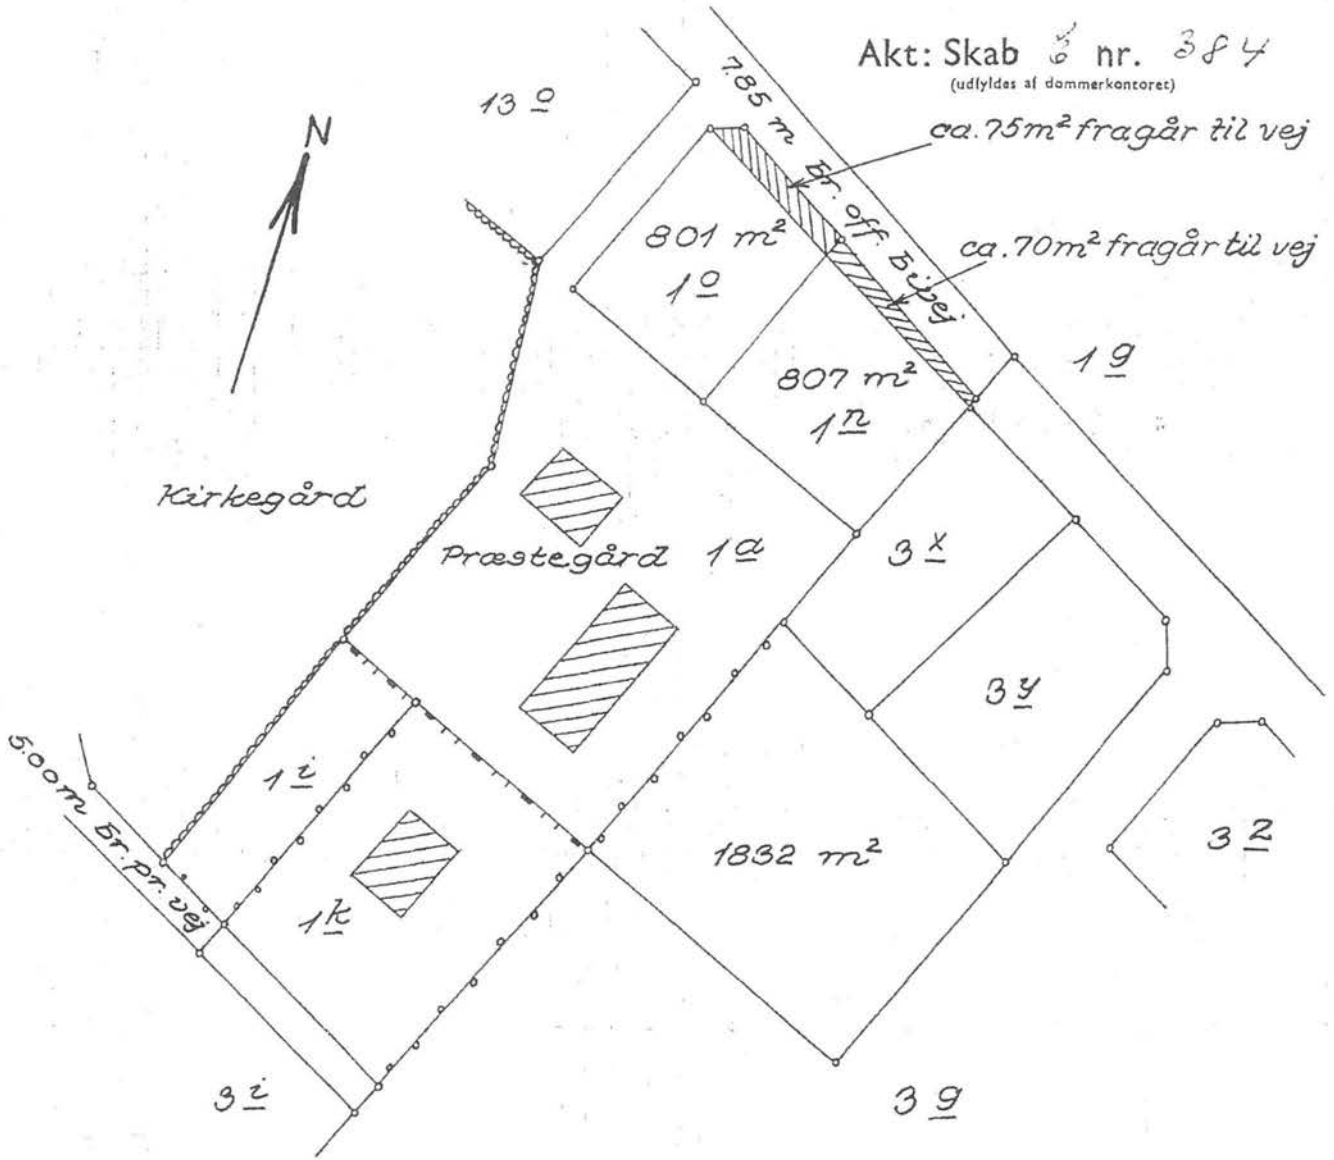 Akt: Skab 6 nr. 384
(udfyldes af dommerkontoret)
13 o
N
7.85 m br. off. bivej
ca. 75 m² fragår til vej
ca. 70 m² fragår til vej
801 m²
1 o
1 g
807 m²
1 n
Kirkegård
Præstegård 1 a
3 x
3 y
5.00 m br. pr. vej
1 i
1832 m²
3 z
1 k
3 i
3 g